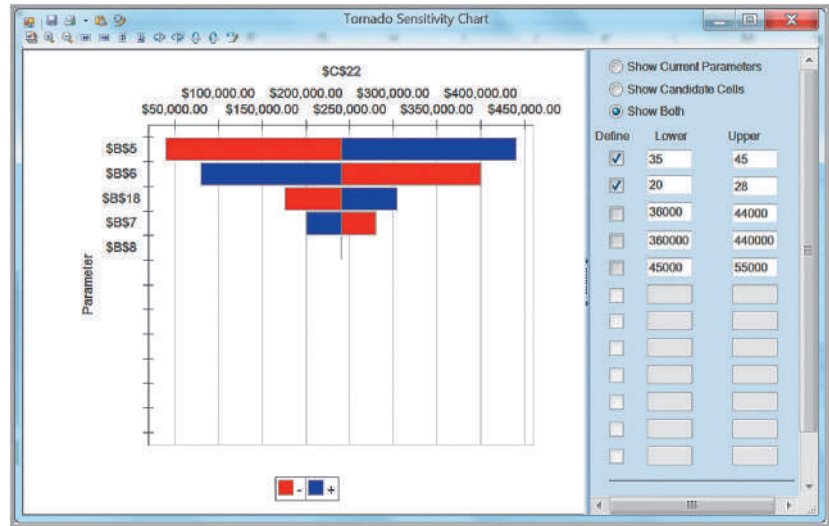 Tornado Sensitivity Chart
$C$22
$100,000.00 $200,000.00 $300,000.00 $400,000.00
$50,000.00 $150,000.00 $250,000.00 $350,000.00 $450,000.00
$B$5
$B$6
$B$18
$B$7
$B$8
Parameter
- +
Show Current Parameters
Show Candidate Cells
Show Both
Define Lower Upper
35 45
20 28
36000 44000
360000 440000
45000 55000